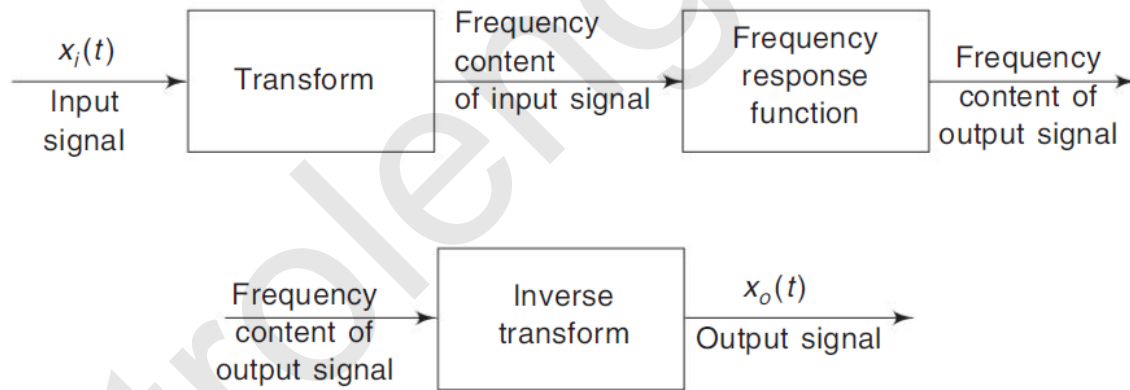 x_i(t)
Input
signal
Transform
Frequency
content
of input signal
Frequency
response
function
Frequency
content of
output signal
Frequency
content of
output signal
Inverse
transform
x_o(t)
Output signal
troleng